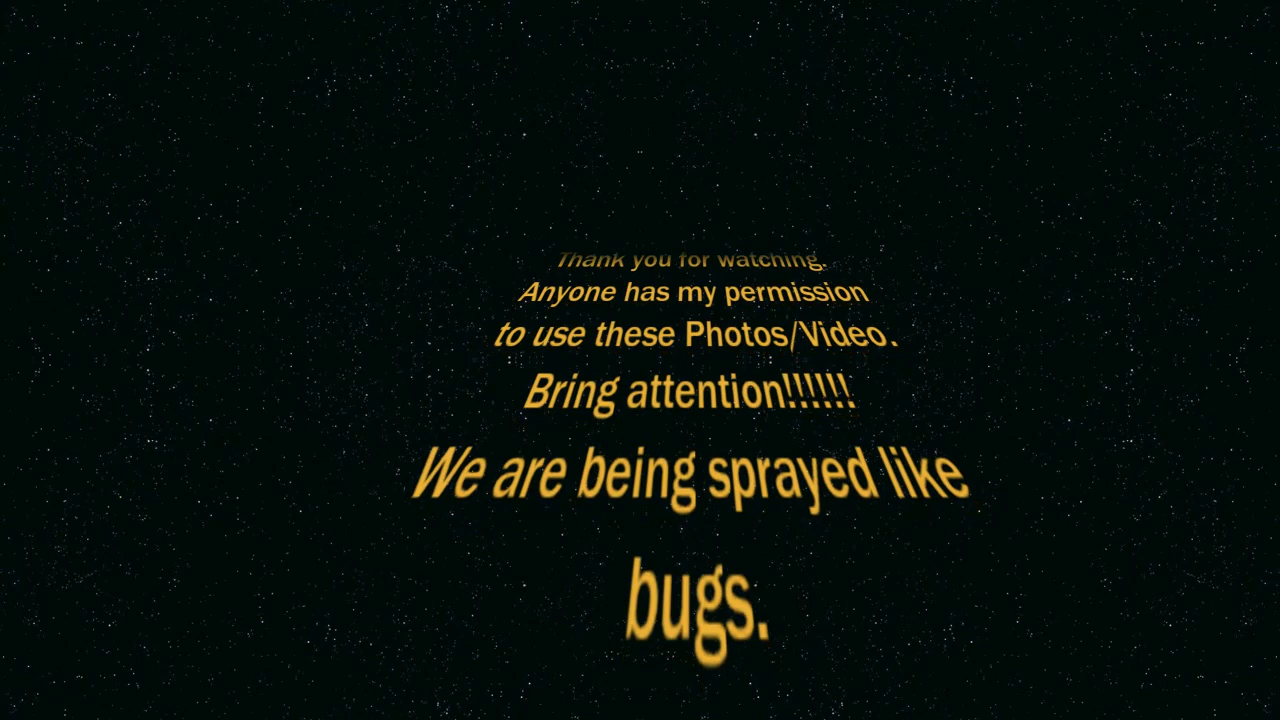 Thank you for watching.
Anyone has my permission
to use these Photos/Video.
Bring attention!!!!!!
We are being sprayed like
bugs.